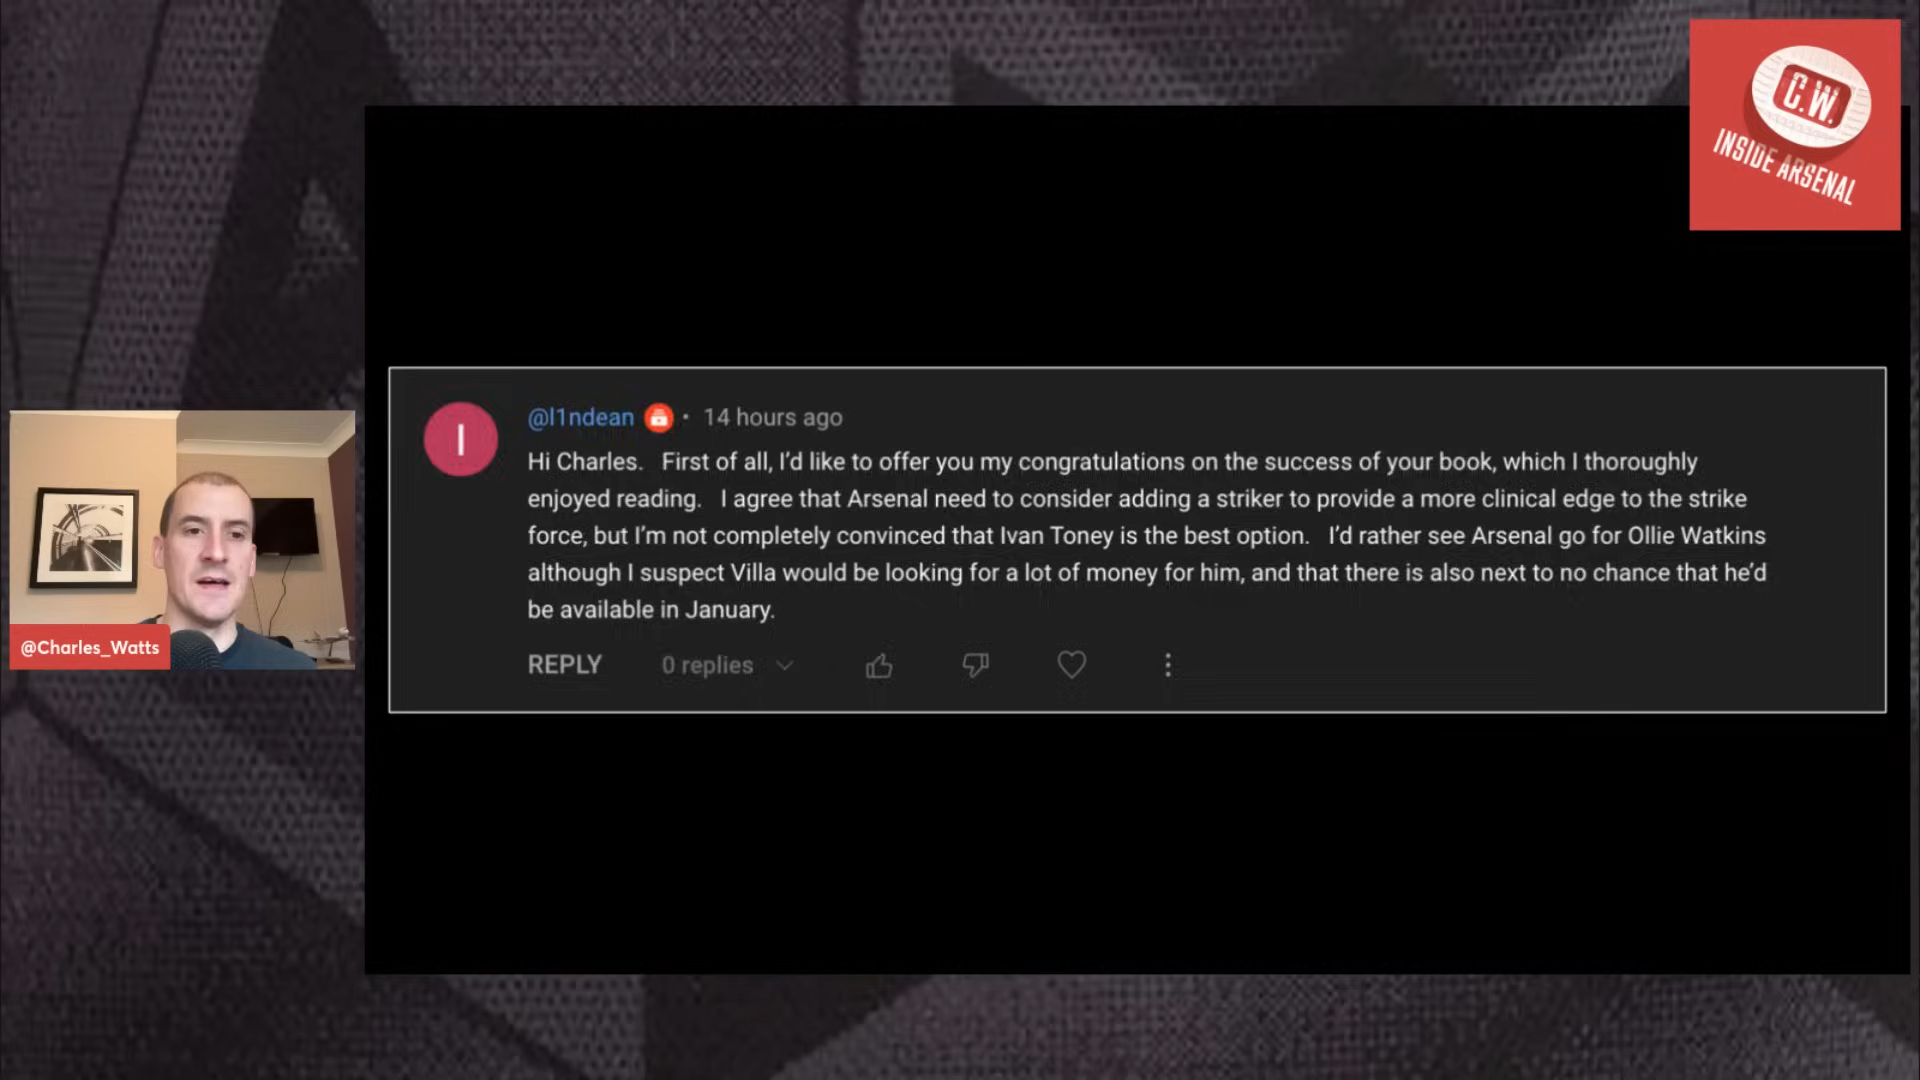 C.W.
INSIDE ARSENAL
I
@l1ndean • 14 hours ago
Hi Charles.   First of all, I'd like to offer you my congratulations on the success of your book, which I thoroughly
enjoyed reading.   I agree that Arsenal need to consider adding a striker to provide a more clinical edge to the strike
force, but I'm not completely convinced that Ivan Toney is the best option.   I'd rather see Arsenal go for Ollie Watkins
although I suspect Villa would be looking for a lot of money for him, and that there is also next to no chance that he'd
be available in January.
REPLY 0 replies
@Charles_Watts